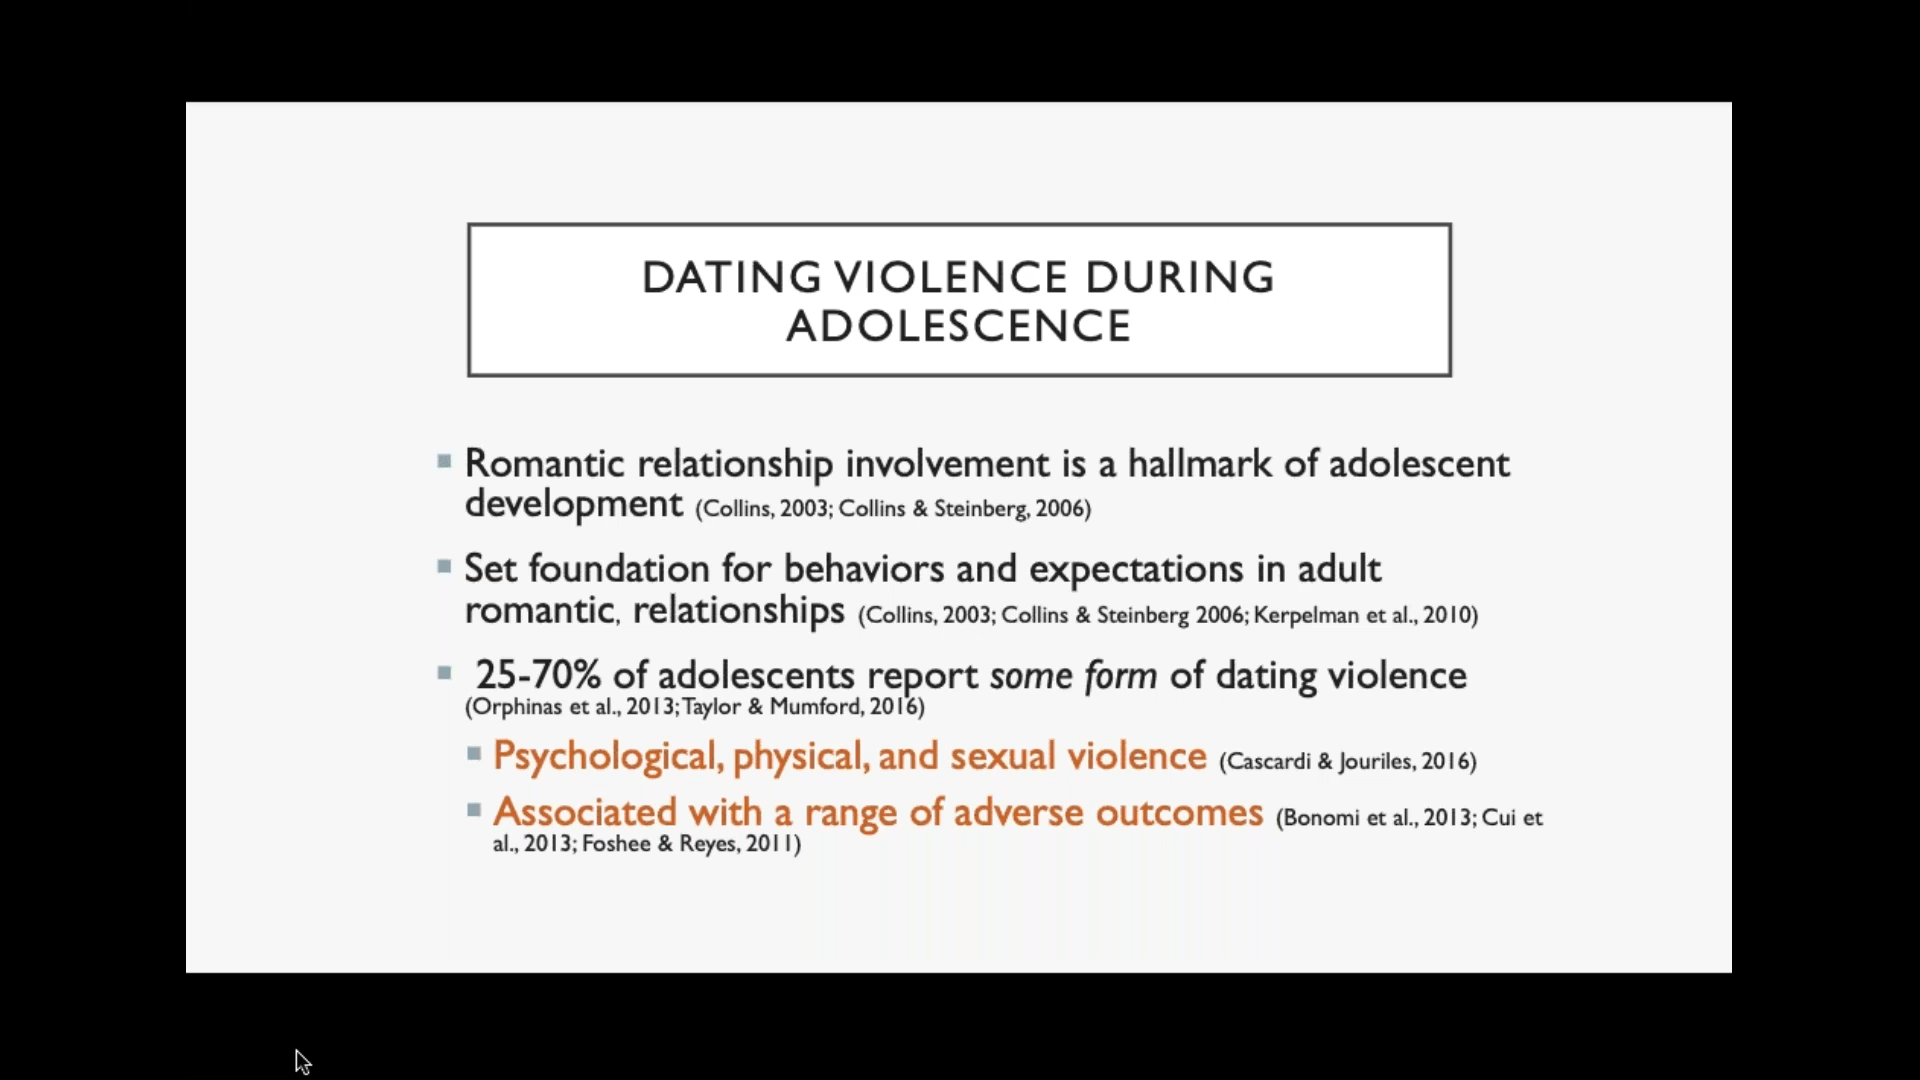 DATING VIOLENCE DURING
ADOLESCENCE
▪ Romantic relationship involvement is a hallmark of adolescent
development (Collins, 2003; Collins & Steinberg, 2006)
▪ Set foundation for behaviors and expectations in adult
romantic, relationships (Collins, 2003; Collins & Steinberg 2006; Kerpelman et al., 2010)
▪ 25-70% of adolescents report some form of dating violence
(Orphinas et al., 2013; Taylor & Mumford, 2016)
▪ Psychological, physical, and sexual violence (Cascardi & Jouriles, 2016)
▪ Associated with a range of adverse outcomes (Bonomi et al., 2013; Cui et
al., 2013; Foshee & Reyes, 2011)